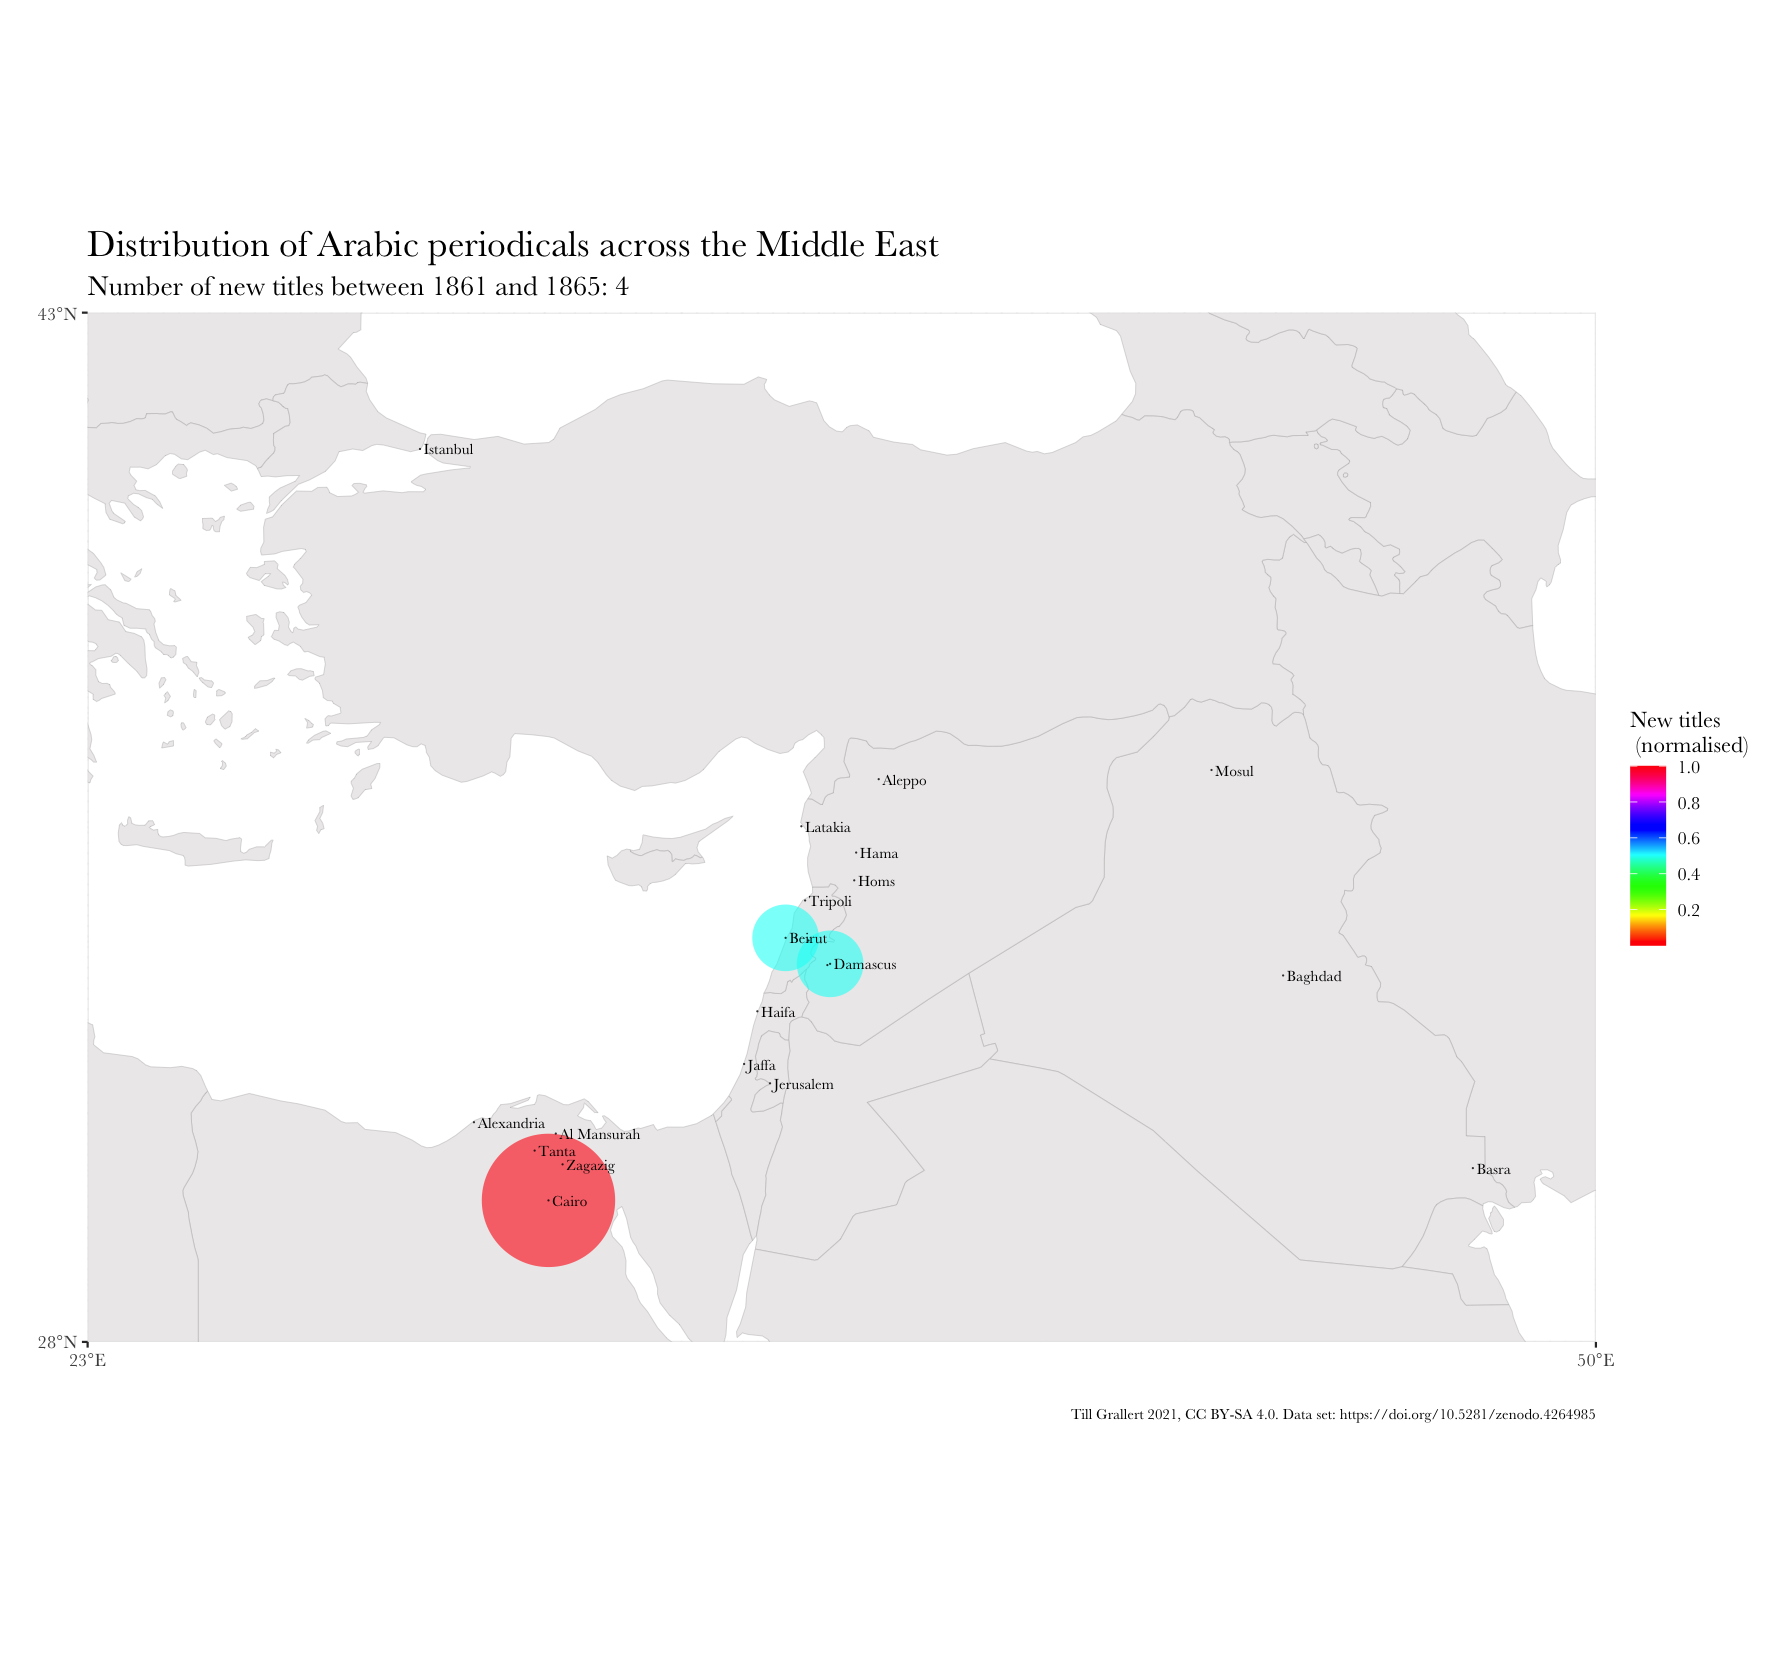 Distribution of Arabic periodicals across the Middle East
Number of new titles between 1861 and 1865: 4
43°N
Istanbul
New titles
(normalised)
1.0
0.8
0.6
0.4
0.2
Mosul
Aleppo
Latakia
Hama
Homs
Tripoli
Beirut
Damascus
Baghdad
Haifa
Jaffa
Jerusalem
Alexandria
Al Mansurah
Tanta
Zagazig
Basra
Cairo
28°N
23°E
50°E
Till Grallert 2021, CC BY-SA 4.0. Data set: https://doi.org/10.5281/zenodo.4264985